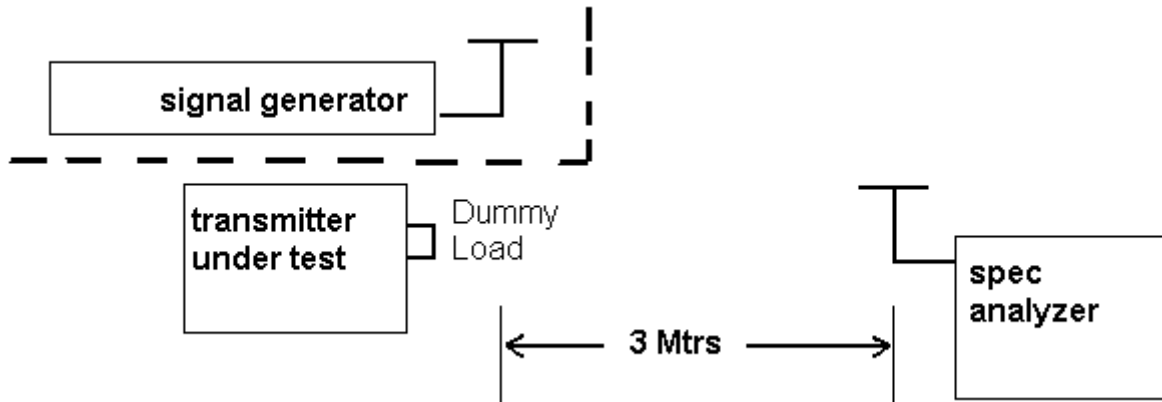 signal generator
transmitter
under test
Dummy
Load
spec
analyzer
3 Mtrs